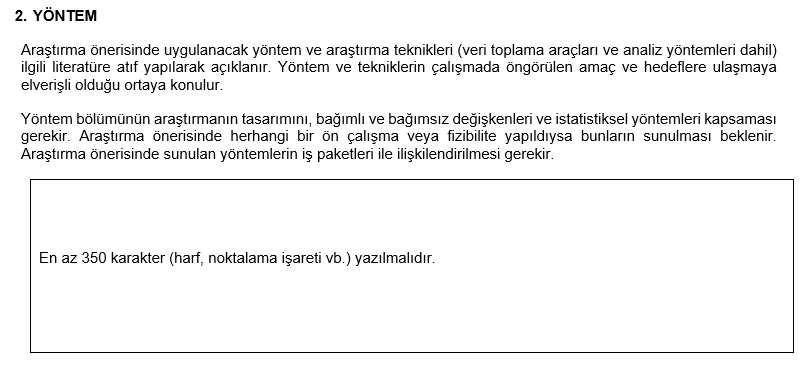 2. YÖNTEM
Araştırma önerisinde uygulanacak yöntem ve araştırma teknikleri (veri toplama araçları ve analiz yöntemleri dahil)
ilgili literatüre atıf yapılarak açıklanır. Yöntem ve tekniklerin çalışmada öngörülen amaç ve hedeflere ulaşmaya
elverişli olduğu ortaya konulur.
Yöntem bölümünün araştırmanın tasarımını, bağımlı ve bağımsız değişkenleri ve istatistiksel yöntemleri kapsaması
gerekir. Araştırma önerisinde herhangi bir ön çalışma veya fizibilite yapıldıysa bunların sunulması beklenir.
Araştırma önerisinde sunulan yöntemlerin iş paketleri ile ilişkilendirilmesi gerekir.
En az 350 karakter (harf, noktalama işareti vb.) yazılmalıdır.